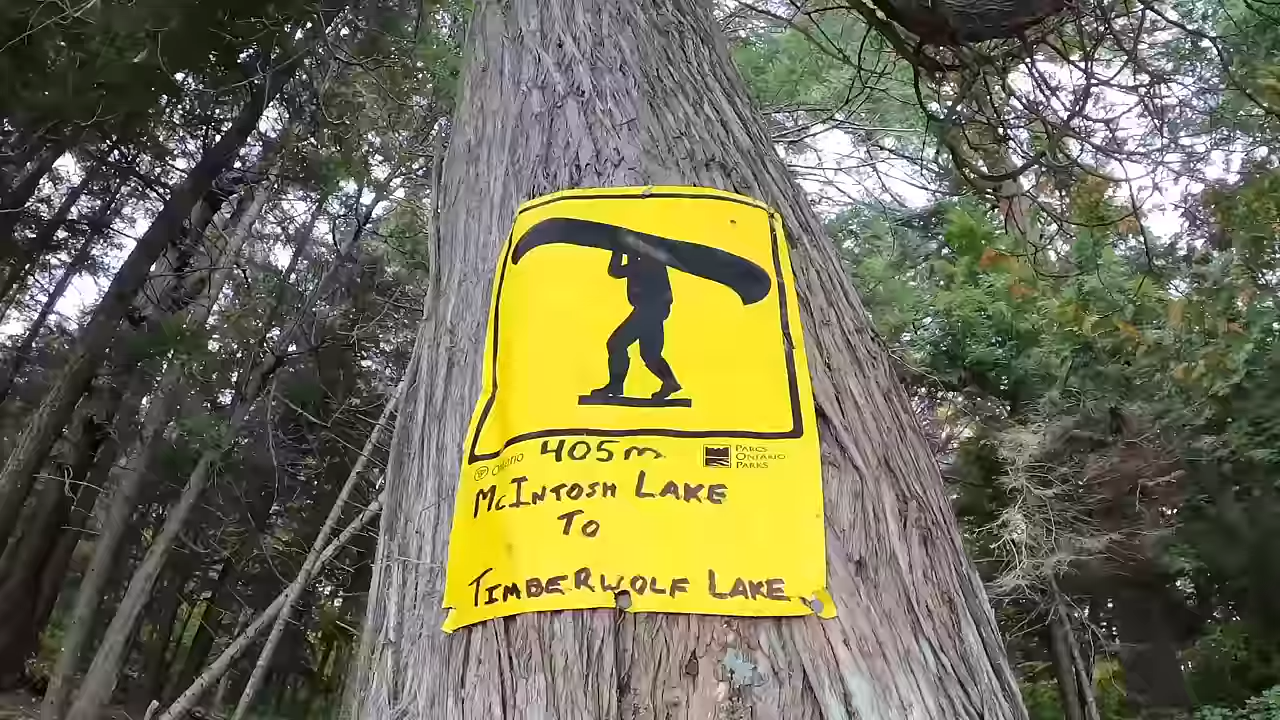 405m
Ontario
PARCS
ONTARIO
PARKS
McINTOSH LAKE
TO
TIMBERWOLF LAKE